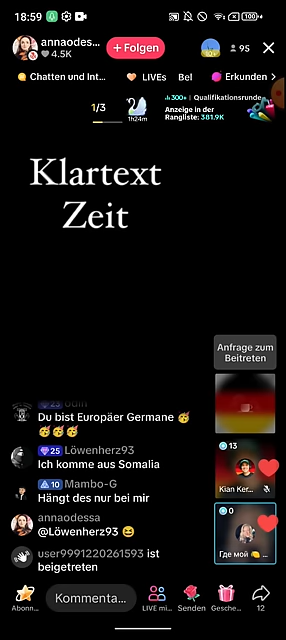 18:59
100+
annaodes...
4.5K
+ Folgen
95
Chatten und Int...
LIVEs
Bel
Erkunden
1/3
1h24m
300+ | Qualifikationsrunde
Anzeige in der
Rangliste: 381.9K
Klartext
Zeit
Anfrage zum
Beitreten
25
Du bist Europäer Germane 🥳
🥳🥳🥳
25 Löwenherz93
Ich komme aus Somalia
10 Mambo-G
Hängt des nur bei mir
annaodessa
@Löwenherz93 😆
user9991220261593 ist
beigetreten
13
Kian Ker...
0
Где мой 🍋 ...
Abonn...
Kommenta...
LIVE mi...
Senden
Gesche...
12